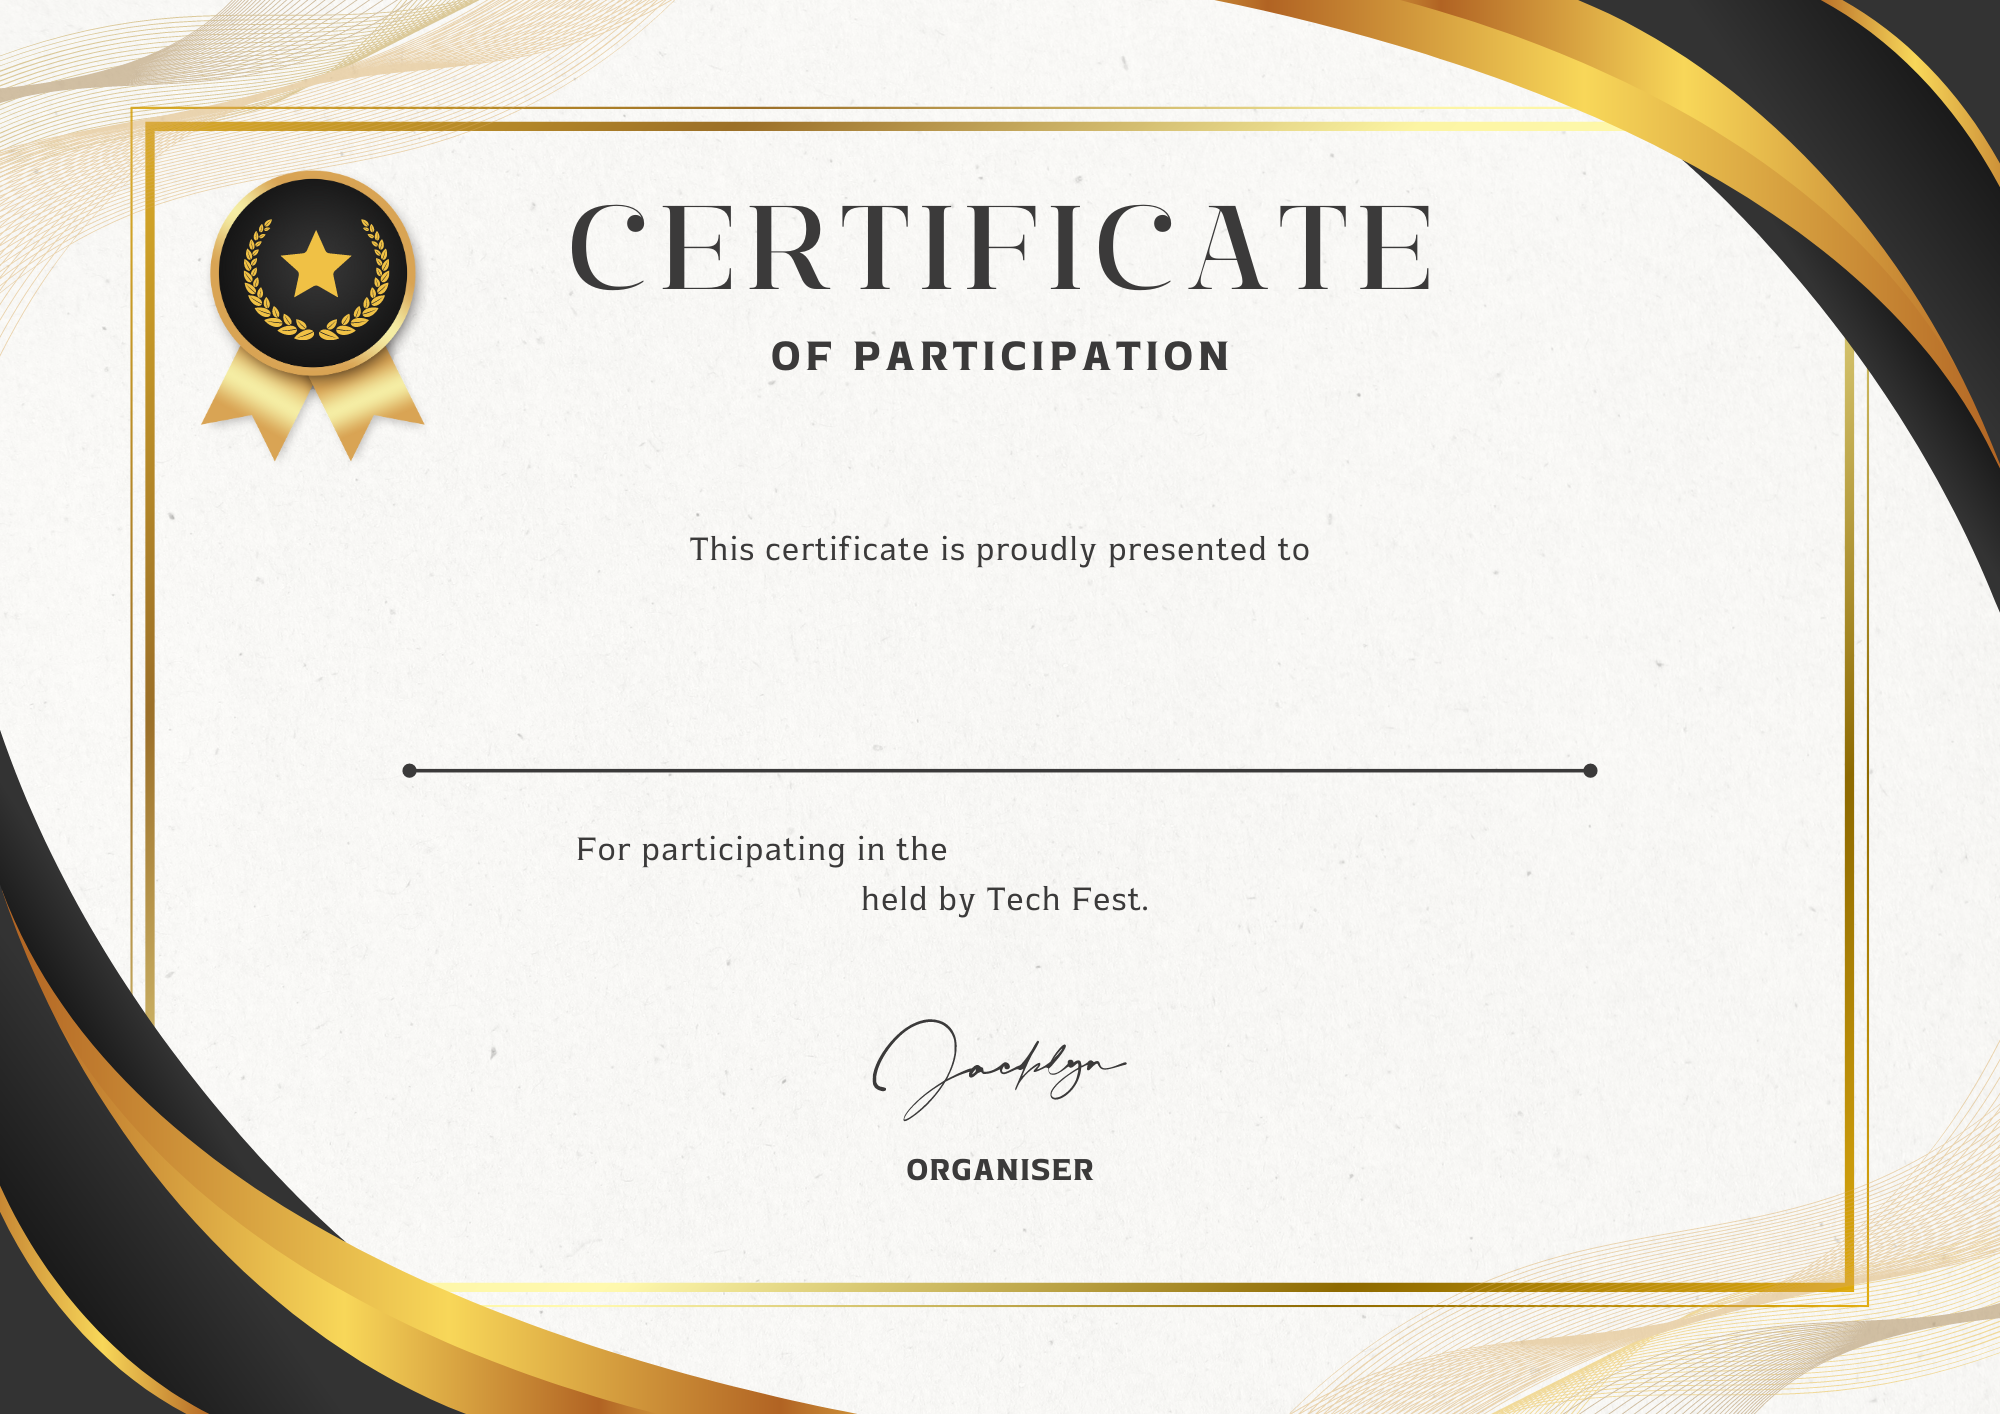 CERTIFICATE
OF PARTICIPATION
This certificate is proudly presented to
For participating in the
held by Tech Fest.
Jacklyn
ORGANISER